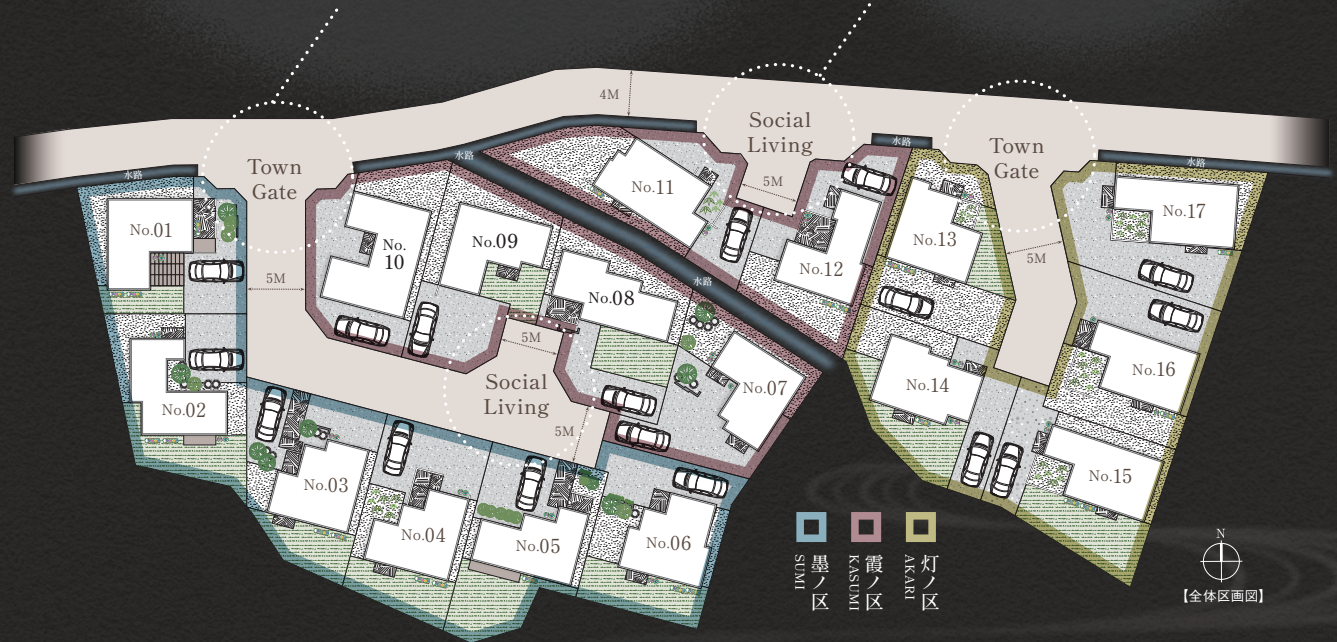 4M
Social
Living
Town
Gate
Town
Gate
水路
水路
水路
水路
水路
5M
No.11
No.17
No.01
No.
10
No.09
No.12
No.13
5M
5M
No.08
5M
No.16
No.02
Social
Living
No.07
No.14
5M
No.03
No.15
No.04
No.05
No.06
墨ノ区
SUMI
霞ノ区
KASUMI
灯ノ区
AKARI
N
【全体区画図】